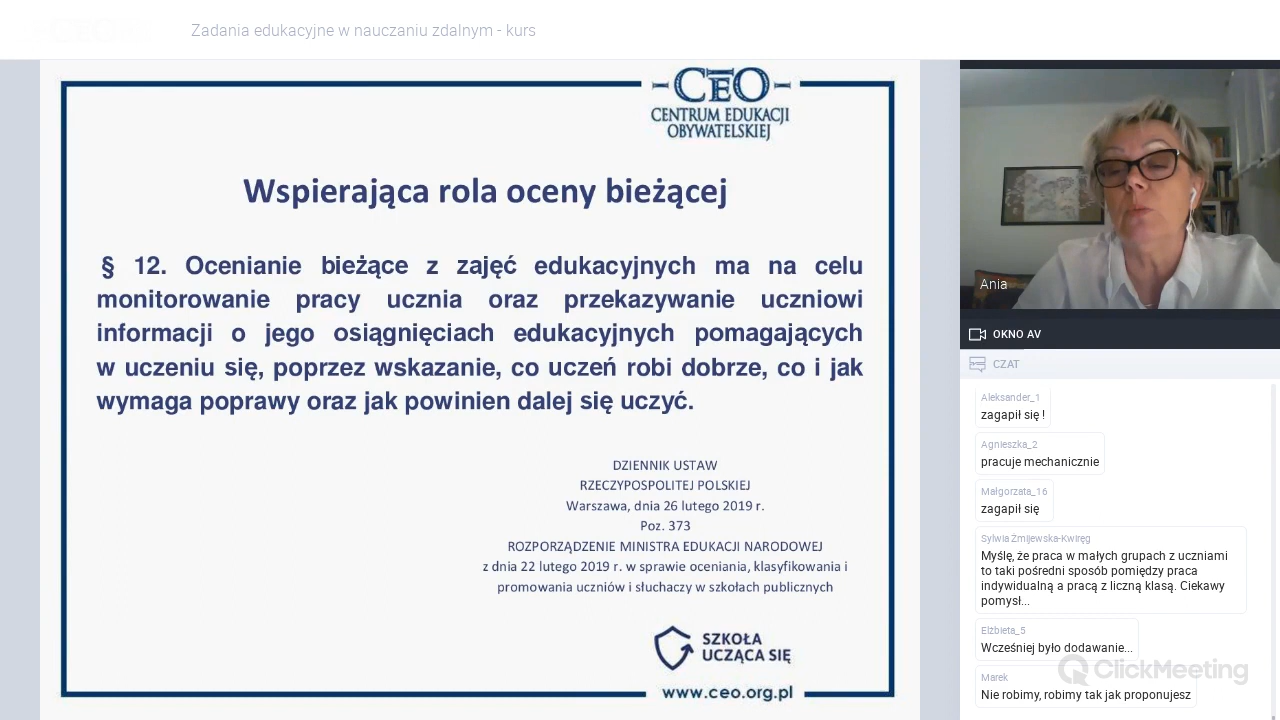 CEO
Zadania edukacyjne w nauczaniu zdalnym - kurs
CEO
CENTRUM EDUKACJI
OBYWATELSKIEJ
Wspierająca rola oceny bieżącej
§ 12. Ocenianie bieżące z zajęć edukacyjnych ma na celu
monitorowanie pracy ucznia oraz przekazywanie uczniowi
informacji o jego osiągnięciach edukacyjnych pomagających
w uczeniu się, poprzez wskazanie, co uczeń robi dobrze, co i jak
wymaga poprawy oraz jak powinien dalej się uczyć.
DZIENNIK USTAW
RZECZYPOSPOLITEJ POLSKIEJ
Warszawa, dnia 26 lutego 2019 r.
Poz. 373
ROZPORZĄDZENIE MINISTRA EDUKACJI NARODOWEJ
z dnia 22 lutego 2019 r. w sprawie oceniania, klasyfikowania i
promowania uczniów i słuchaczy w szkołach publicznych
SZKOŁA
UCZĄCA SIĘ
www.ceo.org.pl
Ania
OKNO AV
CZAT
Aleksander_1
zagapił się !
Agnieszka_2
pracuje mechanicznie
Małgorzata_16
zagapił się
Sylwia Żmijewska-Kwiręg
Myślę, że praca w małych grupach z uczniami
to taki pośredni sposób pomiędzy praca
indywidualną a pracą z liczną klasą. Ciekawy
pomysł...
Elżbieta_5
Wcześniej było dodawanie...
Marek
Nie robimy, robimy tak jak proponujesz
ClickMeeting